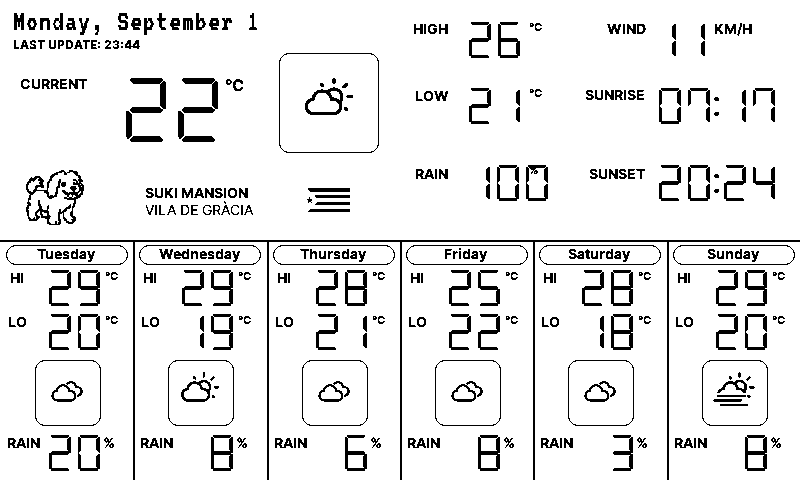 Monday, September 1
LAST UPDATE: 23:44
CURRENT 22 °C
SUKI MANSION
VILA DE GRÀCIA
HIGH 26 °C
WIND 11 KM/H
LOW 21 °C
SUNRISE 07:17
RAIN 100%
SUNSET 20:24
Tuesday
HI 29 °C
LO 20 °C
RAIN 20%
Wednesday
HI 29 °C
LO 19 °C
RAIN 8%
Thursday
HI 28 °C
LO 21 °C
RAIN 6%
Friday
HI 25 °C
LO 22 °C
RAIN 8%
Saturday
HI 28 °C
LO 18 °C
RAIN 3%
Sunday
HI 29 °C
LO 20 °C
RAIN 8%